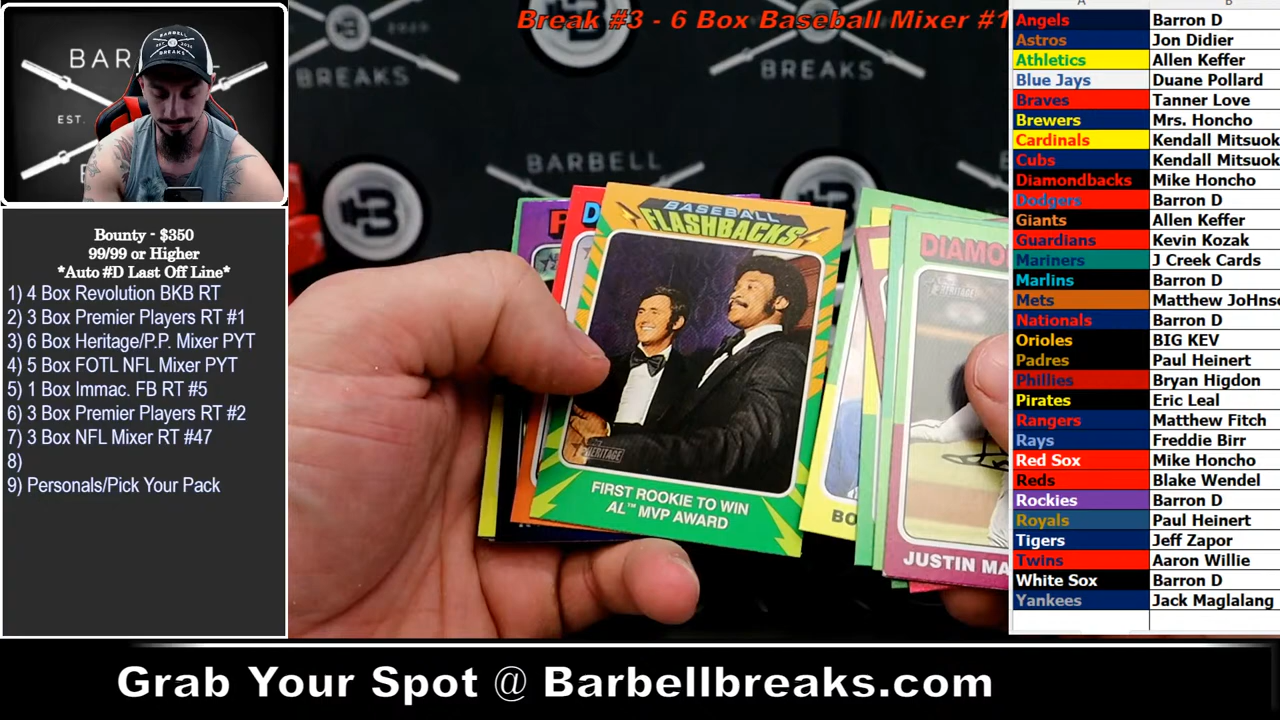 Break #3 - 6 Box Baseball Mixer #1
BAR
EST.
BARBELL
BREAKS
BREAKS
BREAKS
BARBELL
Bounty - $350
99/99 or Higher
*Auto #D Last Off Line*
1) 4 Box Revolution BKB RT
2) 3 Box Premier Players RT #1
3) 6 Box Heritage/P.P. Mixer PYT
4) 5 Box FOTL NFL Mixer PYT
5) 1 Box Immac. FB RT #5
6) 3 Box Premier Players RT #2
7) 3 Box NFL Mixer RT #47
8)
9) Personals/Pick Your Pack
BASEBALL
FLASHBACKS
HERITAGE
FIRST ROOKIE TO WIN
AL™ MVP AWARD
BO
DIAMO
HERITAGE
JUSTIN MA
A B
Angels Barron D
Astros Jon Didier
Athletics Allen Keffer
Blue Jays Duane Pollard
Braves Tanner Love
Brewers Mrs. Honcho
Cardinals Kendall Mitsuok
Cubs Kendall Mitsuok
Diamondbacks Mike Honcho
Dodgers Barron D
Giants Allen Keffer
Guardians Kevin Kozak
Mariners J Creek Cards
Marlins Barron D
Mets Matthew JoHnso
Nationals Barron D
Orioles BIG KEV
Padres Paul Heinert
Phillies Bryan Higdon
Pirates Eric Leal
Rangers Matthew Fitch
Rays Freddie Birr
Red Sox Mike Honcho
Reds Blake Wendel
Rockies Barron D
Royals Paul Heinert
Tigers Jeff Zapor
Twins Aaron Willie
White Sox Barron D
Yankees Jack Maglalang
Grab Your Spot @ Barbellbreaks.com